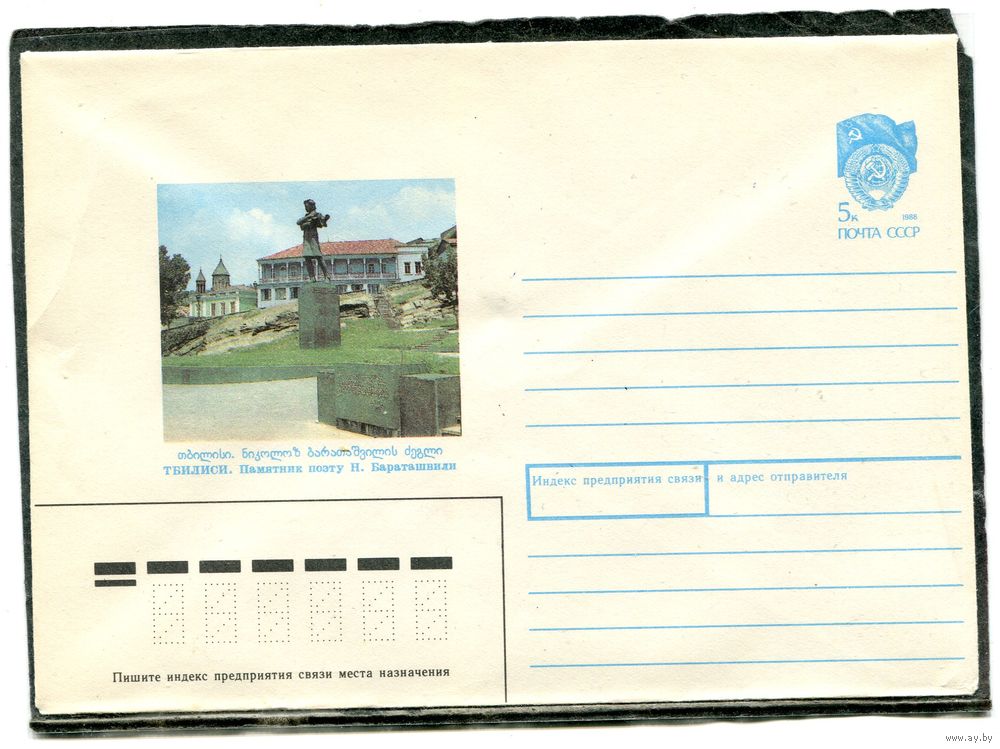 5к 1988
ПОЧТА СССР
თბილისი. ნიკოლოზ ბარათაშვილის ძეგლი
ТБИЛИСИ. Памятник поэту Н. Бараташвили
Индекс предприятия связи и адрес отправителя
Пишите индекс предприятия связи места назначения
www.ay.by